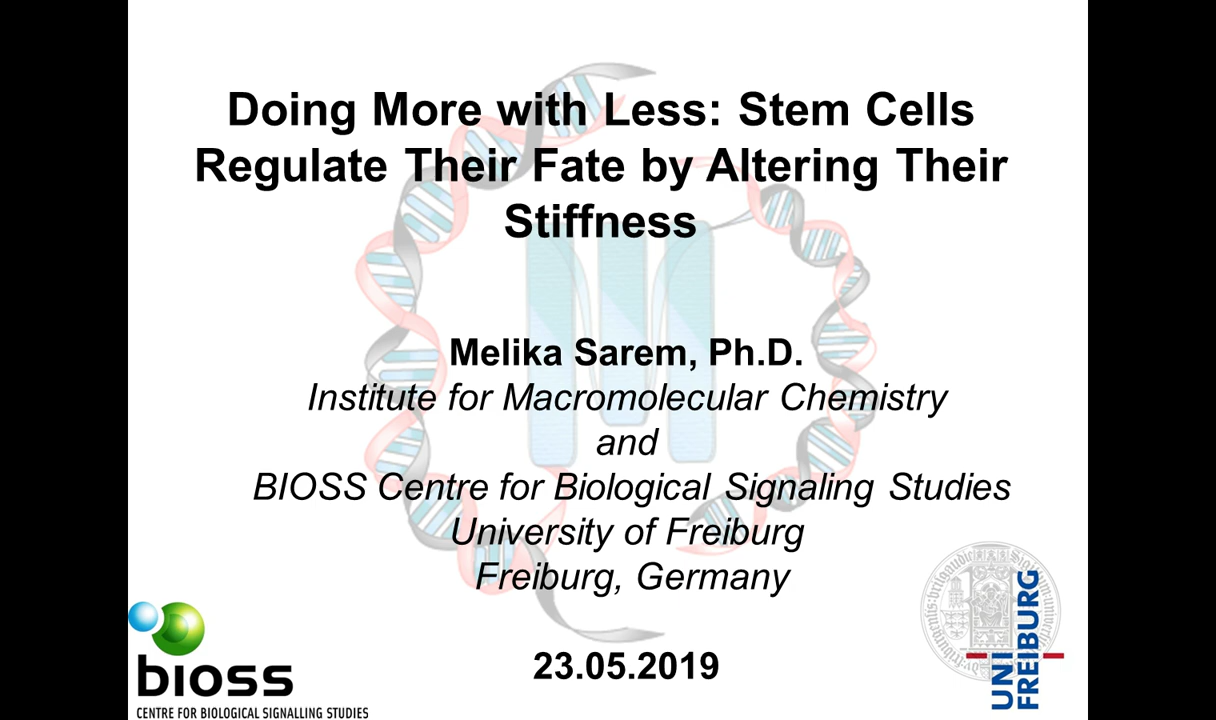 Doing More with Less: Stem Cells
Regulate Their Fate by Altering Their
Stiffness
Melika Sarem, Ph.D.
Institute for Macromolecular Chemistry
and
BIOSS Centre for Biological Signaling Studies
University of Freiburg
Freiburg, Germany
23.05.2019
bioss
CENTRE FOR BIOLOGICAL SIGNALLING STUDIES
UNI
FREIBURG